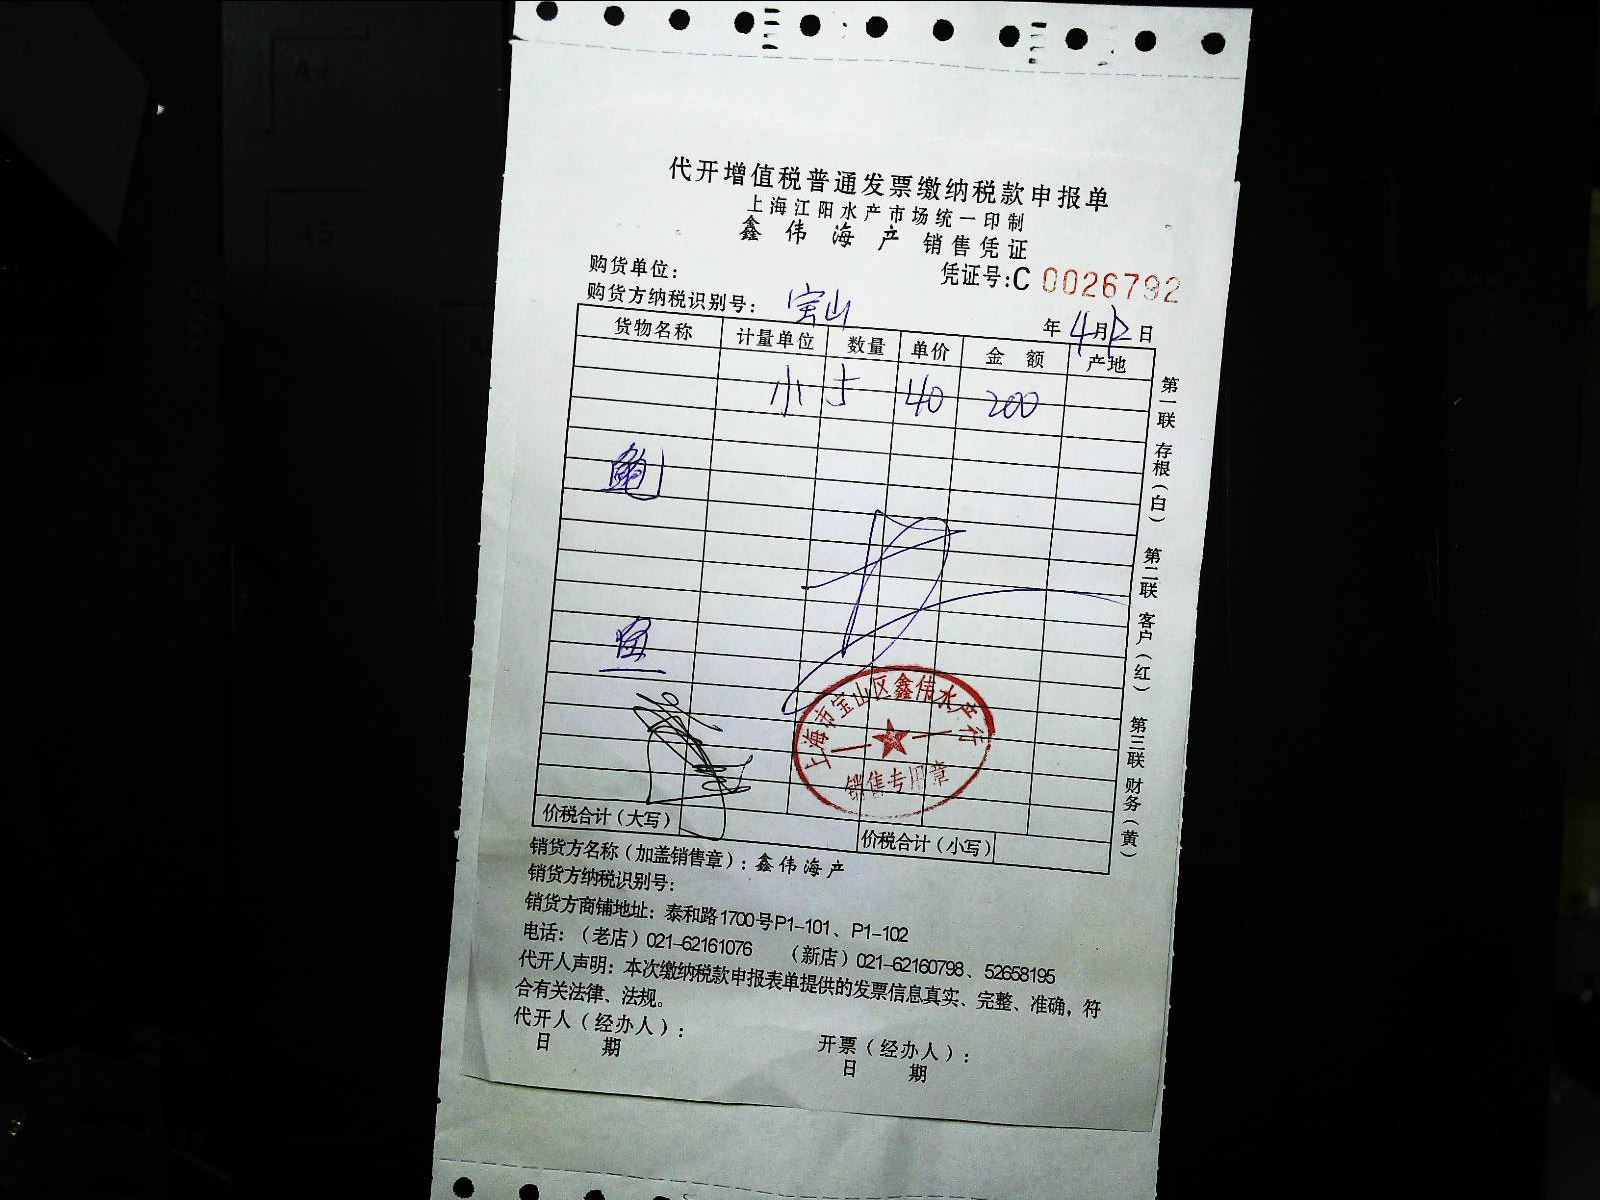 代开增值税普通发票缴纳税款申报单
上海江阳水产市场统一印制
鑫伟海产 销售凭证
购货单位：
凭证号:C 0026792
购货方纳税识别号： 宝山
年 4月12日
货物名称 计量单位 数量 单价 金额 产地
小 5 40 200
鲍
鱼
上海市宝山区鑫伟水产行
销售专用章
价税合计（大写） 价税合计（小写）
第一联 存根（白） 第二联 客户（红） 第三联 财务（黄）
销货方名称（加盖销售章）：鑫伟海产
销货方纳税识别号：
销货方商铺地址：泰和路1700号P1-101、P1-102
电话：（老店）021-62161076 （新店）021-62160798、52658195
代开人声明：本次缴纳税款申报表单提供的发票信息真实、完整、准确，符
合有关法律、法规。
代开人（经办人）： 开票（经办人）：
日期 日期
A4
A5